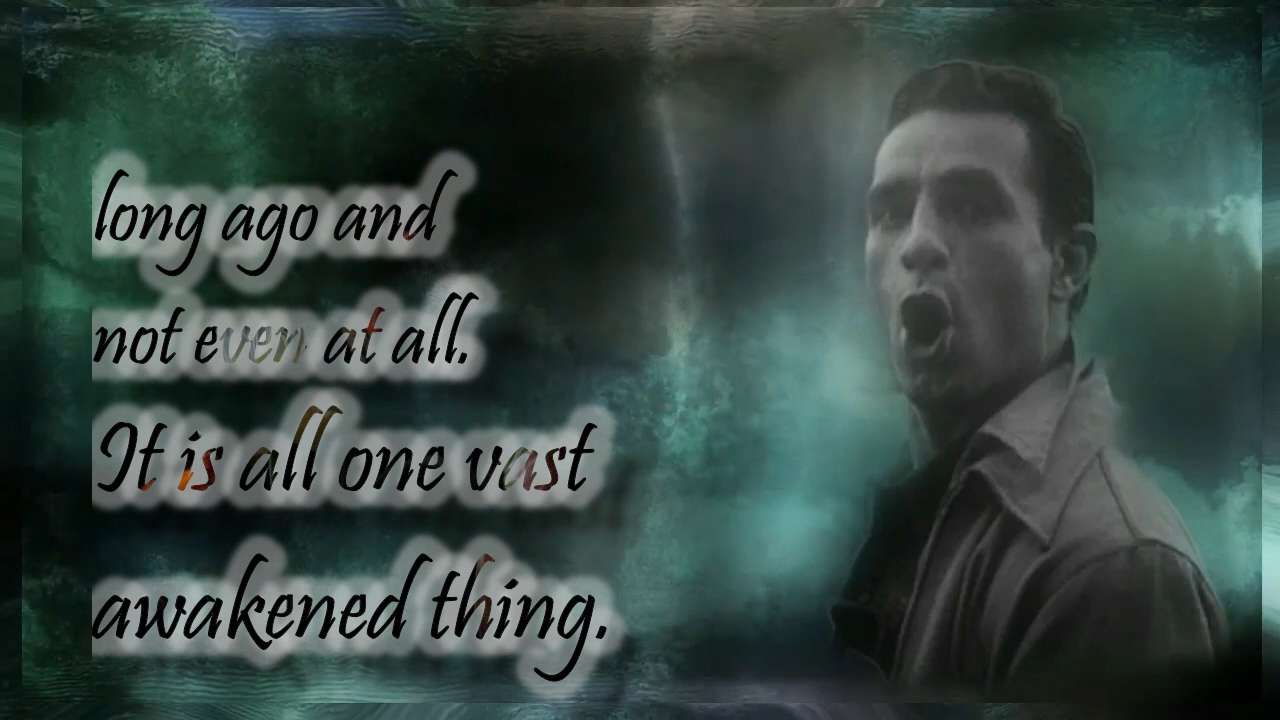 long ago and
not even at all.
It is all one vast
awakened thing.